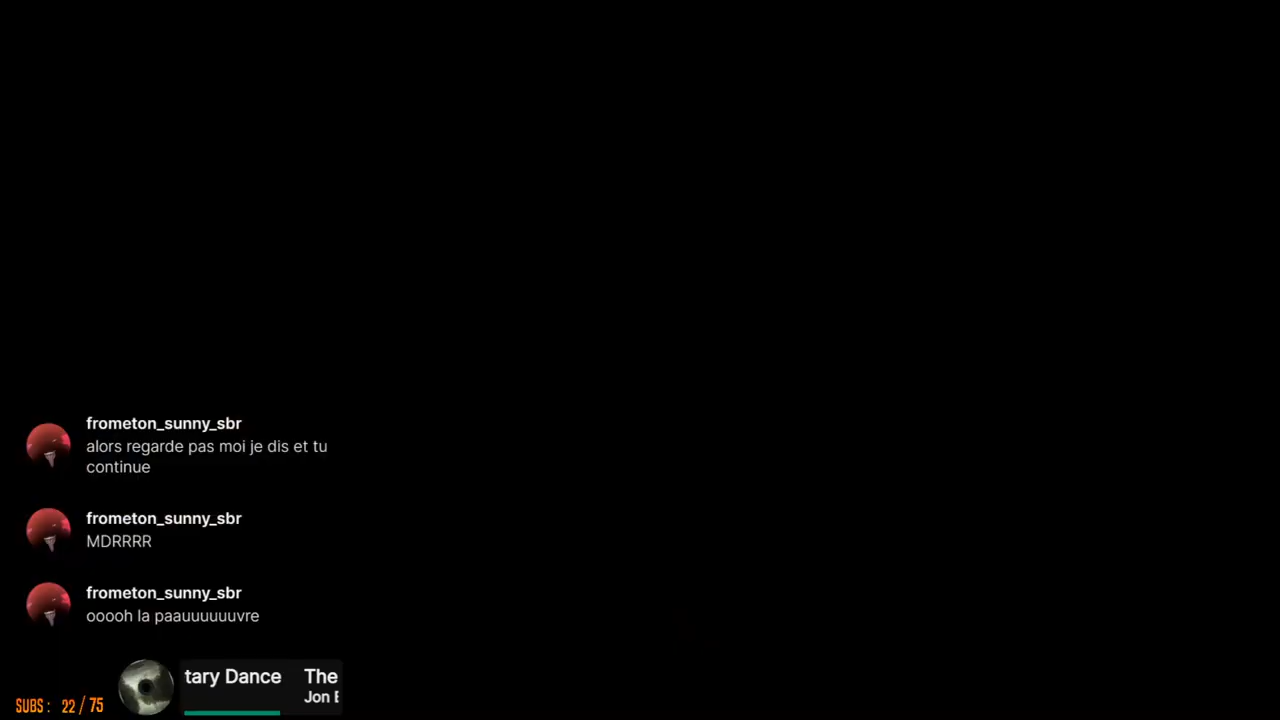 frometon_sunny_sbr
alors regarde pas moi je dis et tu
continue
frometon_sunny_sbr
MDRRRR
frometon_sunny_sbr
ooooh la paauuuuuuvre
tary Dance The
Jon
SUBS : 22 / 75